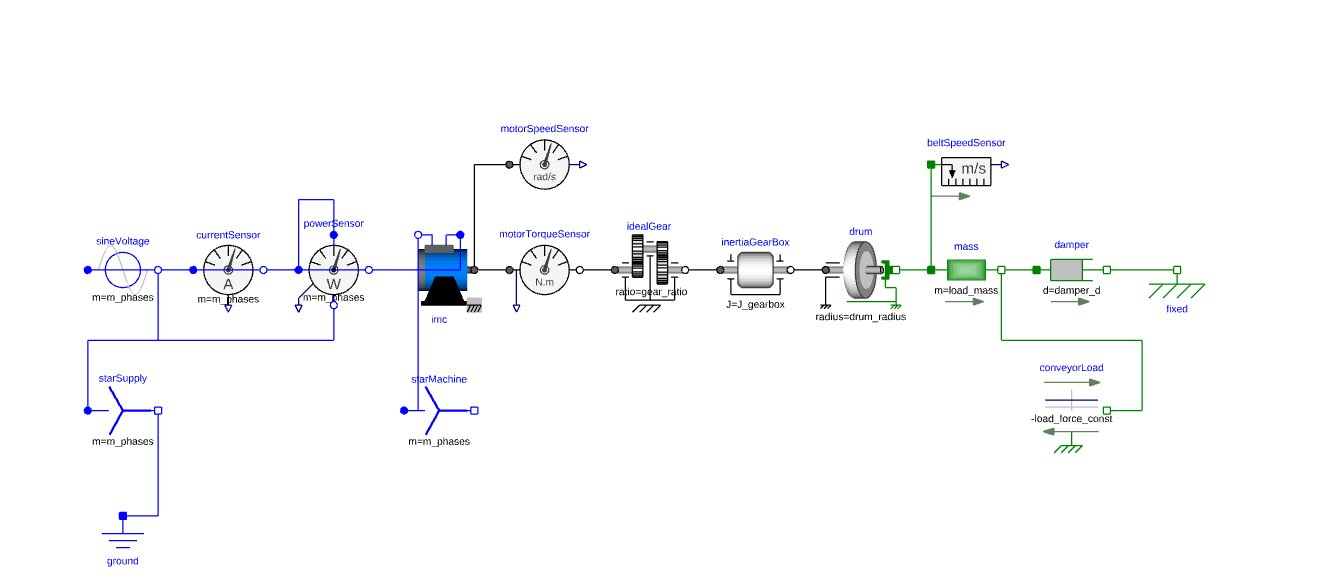 motorSpeedSensor
rad/s
beltSpeedSensor
m/s
sineVoltage
m=m_phases
currentSensor
A
m=m_phases
powerSensor
W
m=m_phases
imc
motorTorqueSensor
N.m
idealGear
ratio=gear_ratio
inertiaGearBox
J=J_gearbox
drum
radius=drum_radius
mass
m=load_mass
damper
d=damper_d
fixed
starSupply
m=m_phases
starMachine
m=m_phases
conveyorLoad
-load_force_const
ground